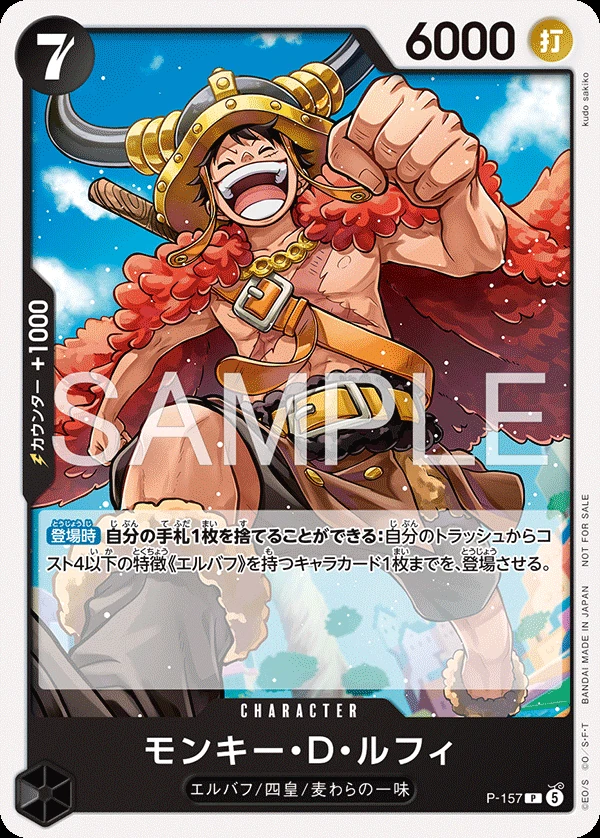 7
6000 打
kudo sakiko
カウンター +1000
SAMPLE
登場時 自分の手札1枚を捨てることができる：自分のトラッシュからコ
スト4以下の特徴《エルバフ》を持つキャラカード1枚までを、登場させる。
CHARACTER
モンキー・D・ルフィ
エルバフ/四皇/麦わらの一味
P-157 P 5
©E/S ©O/S・F・T BANDAI MADE IN JAPAN NOT FOR SALE